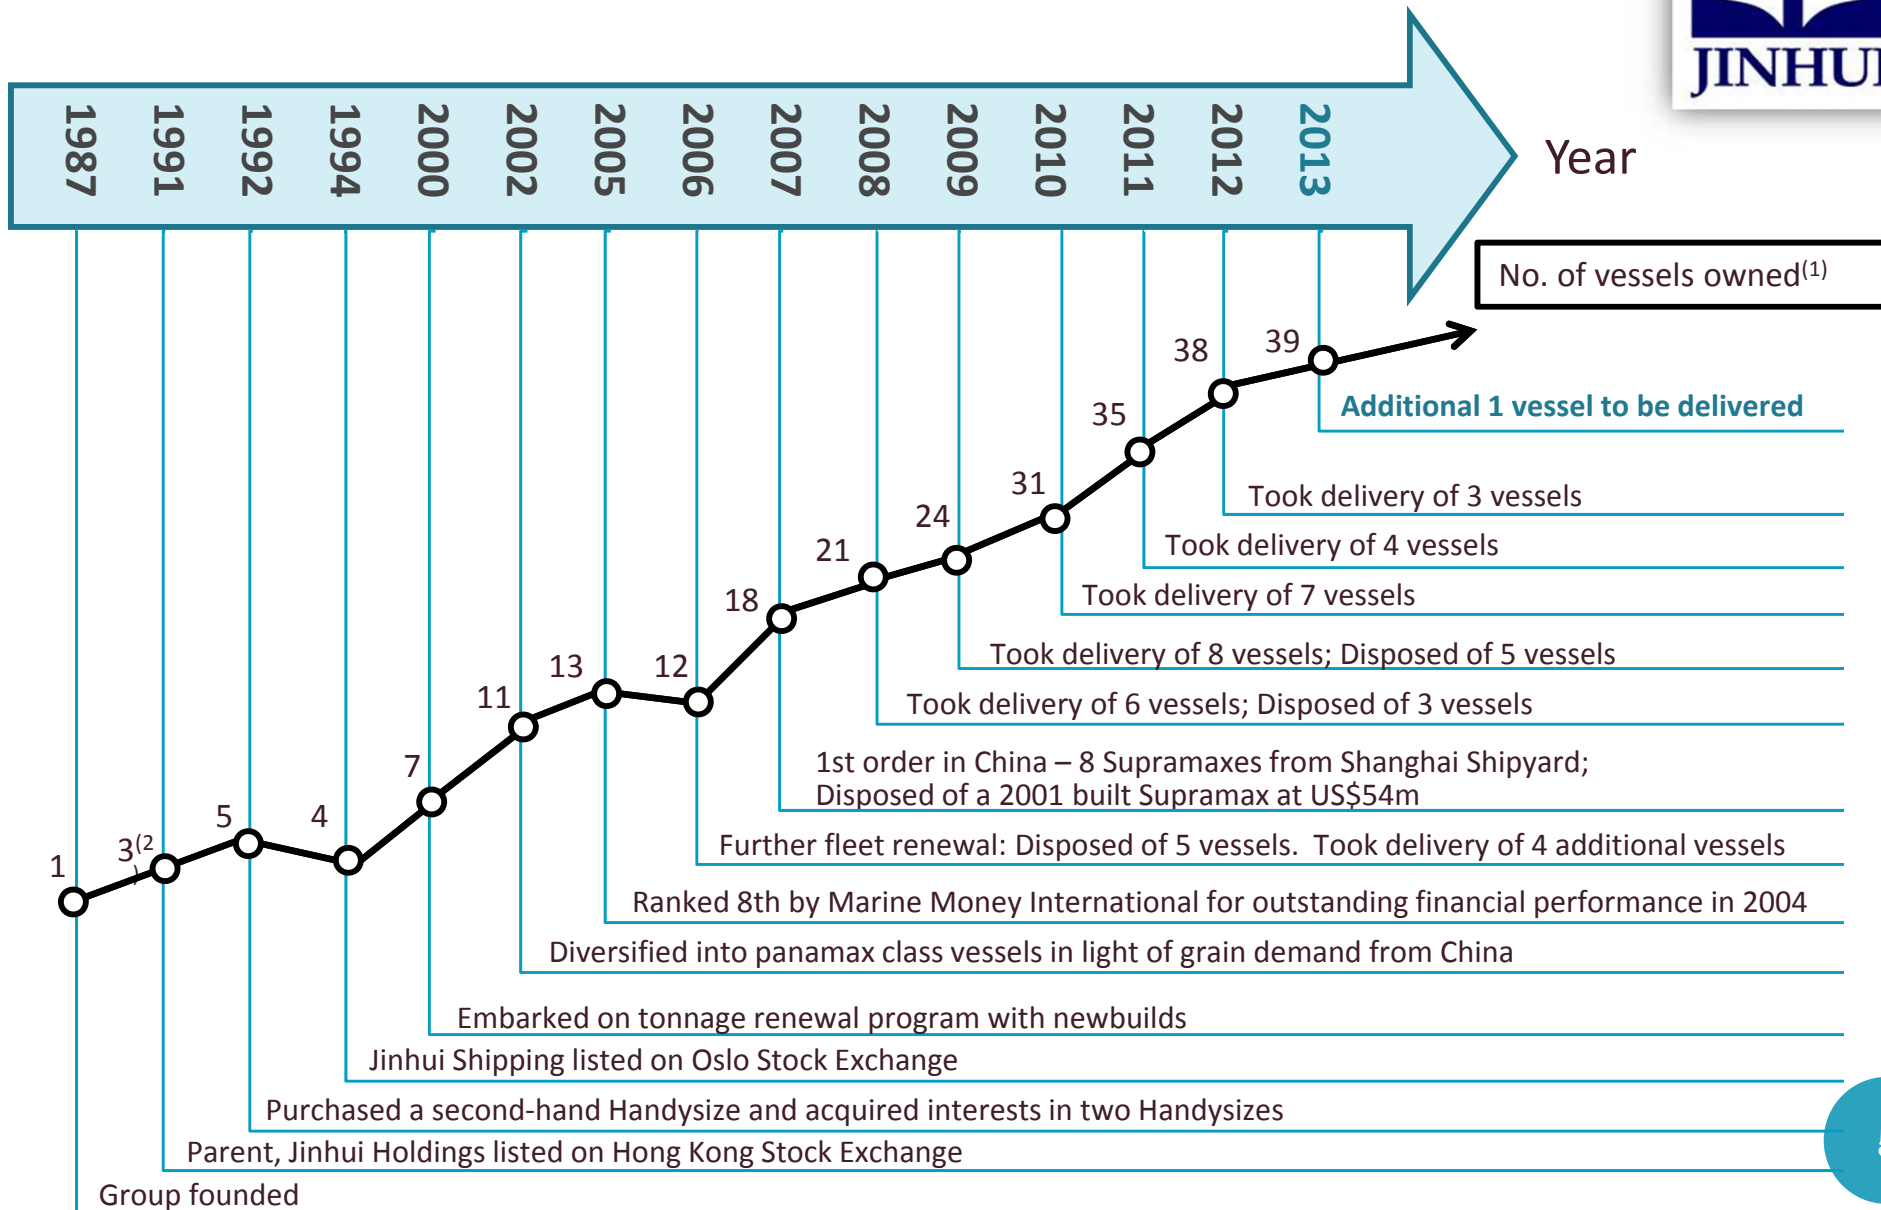 JINHUI
1987 1991 1992 1994 2000 2002 2005 2006 2007 2008 2009 2010 2011 2012 2013
Year
No. of vessels owned(1)
39
38
Additional 1 vessel to be delivered
35
31
Took delivery of 3 vessels
24
Took delivery of 4 vessels
21
Took delivery of 7 vessels
18
Took delivery of 8 vessels; Disposed of 5 vessels
13
12
11
Took delivery of 6 vessels; Disposed of 3 vessels
7
1st order in China – 8 Supramaxes from Shanghai Shipyard;
Disposed of a 2001 built Supramax at US$54m
5
4
3(2)
1
Further fleet renewal: Disposed of 5 vessels. Took delivery of 4 additional vessels
Ranked 8th by Marine Money International for outstanding financial performance in 2004
Diversified into panamax class vessels in light of grain demand from China
Embarked on tonnage renewal program with newbuilds
Jinhui Shipping listed on Oslo Stock Exchange
Purchased a second-hand Handysize and acquired interests in two Handysizes
Parent, Jinhui Holdings listed on Hong Kong Stock Exchange
Group founded